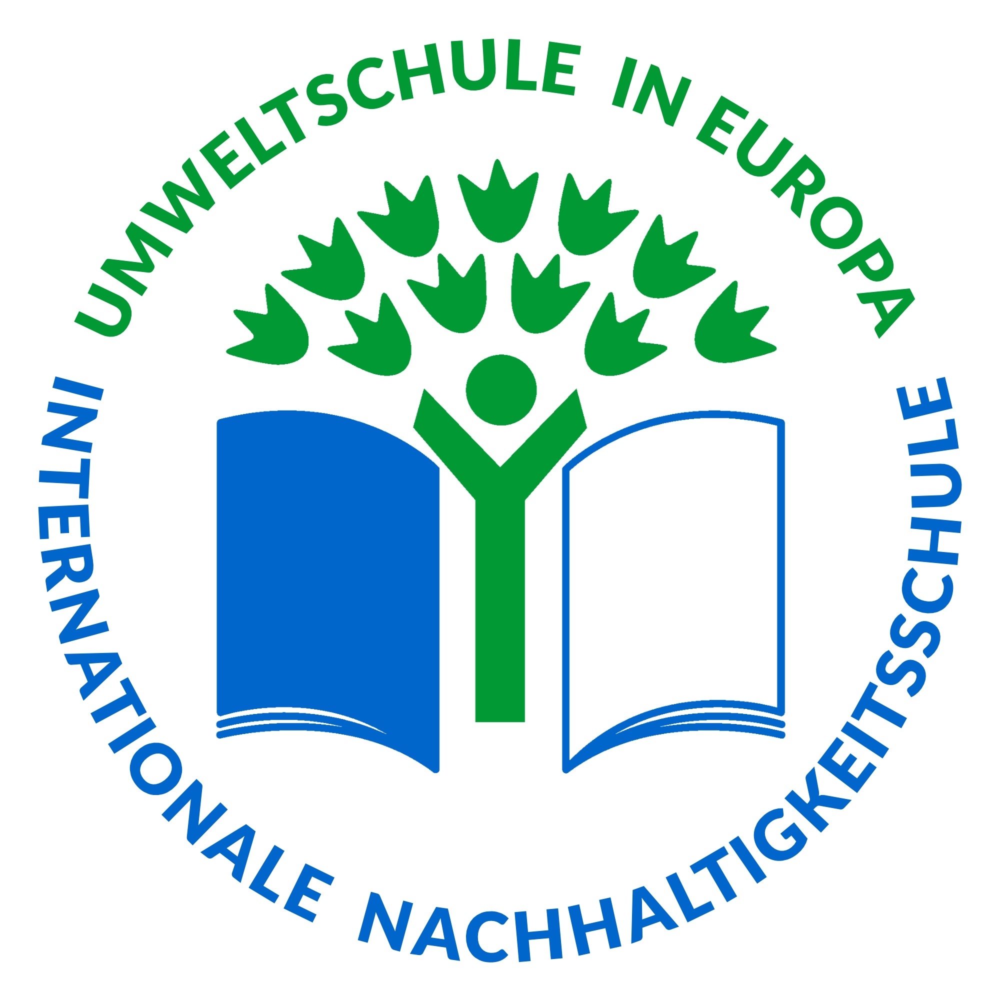 UMWELTSCHULE IN EUROPA
INTERNATIONALE NACHHALTIGKEITSSCHULE